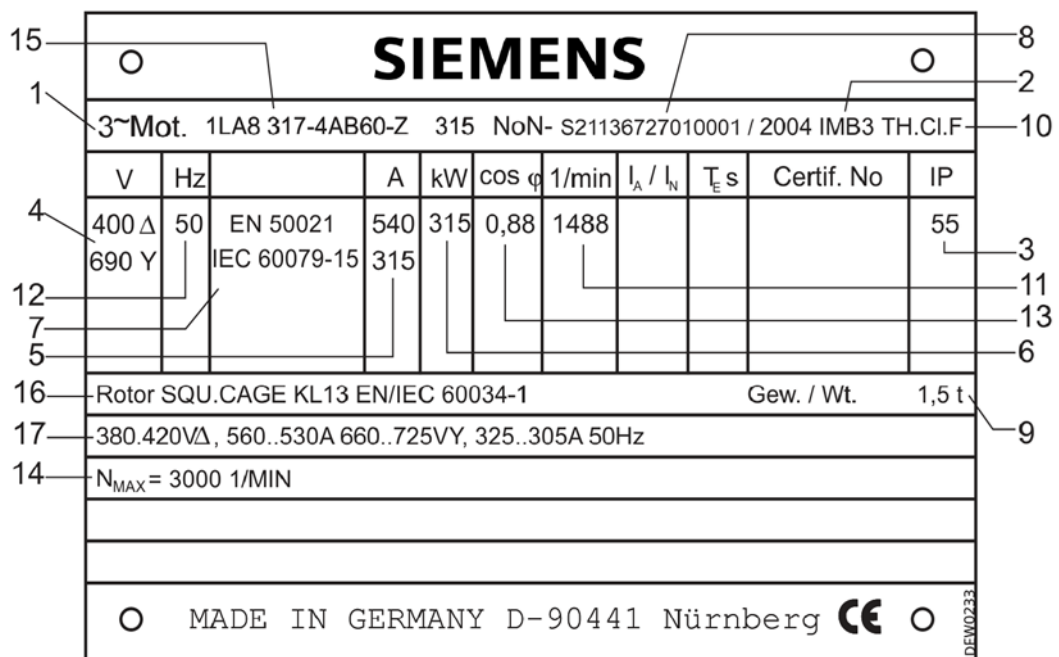 15
8
SIEMENS
1
2
3~Mot. 1LA8 317-4AB60-Z 315 NoN- S21136727010001 / 2004 IMB3 TH.Cl.F
10
V Hz A kW cos φ 1/min I_A / I_N T_E s Certif. No IP
4
400 Δ 50 EN 50021 540 315 0,88 1488 55
690 Y IEC 60079-15 315
3
12
11
7
13
5
6
16
Rotor SQU.CAGE KL13 EN/IEC 60034-1 Gew. / Wt. 1,5 t
17
380.420VΔ , 560..530A 660..725VY, 325..305A 50Hz
9
14
N_MAX = 3000 1/MIN
MADE IN GERMANY D-90441 Nürnberg CE
DFW0233